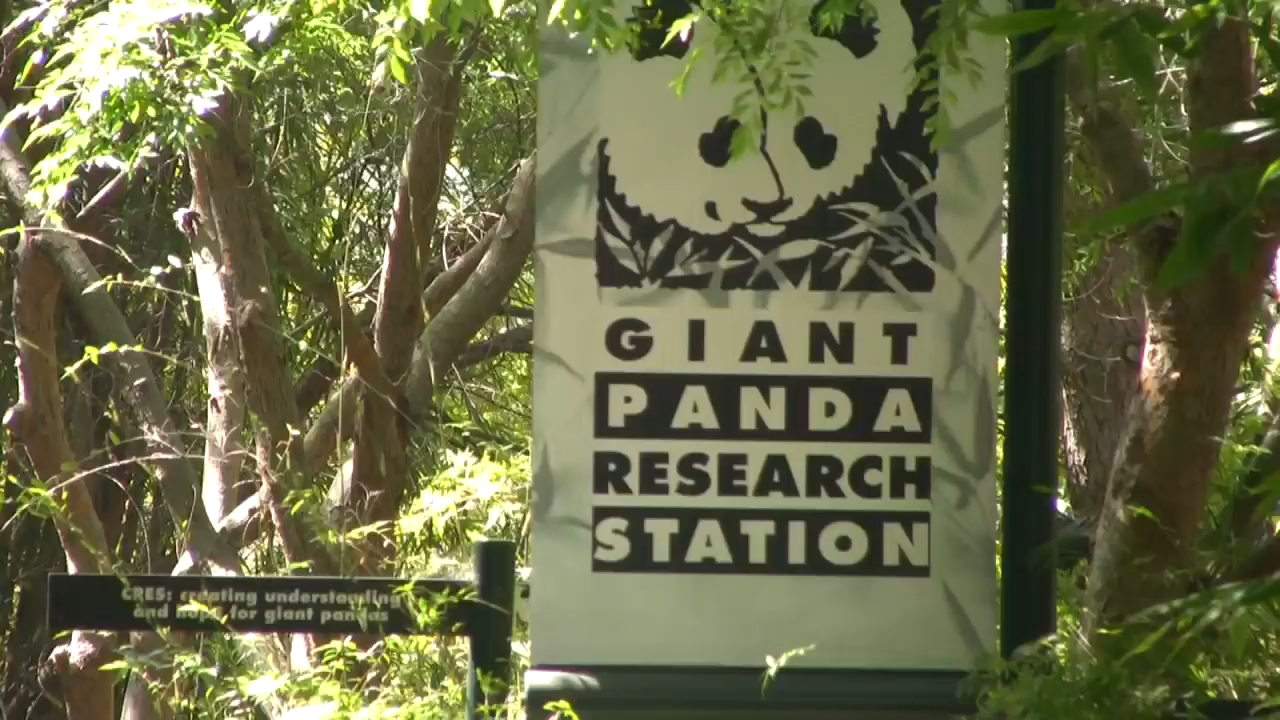 GIANT
PANDA
RESEARCH
STATION
CRES: creating understanding
and hope for giant pandas